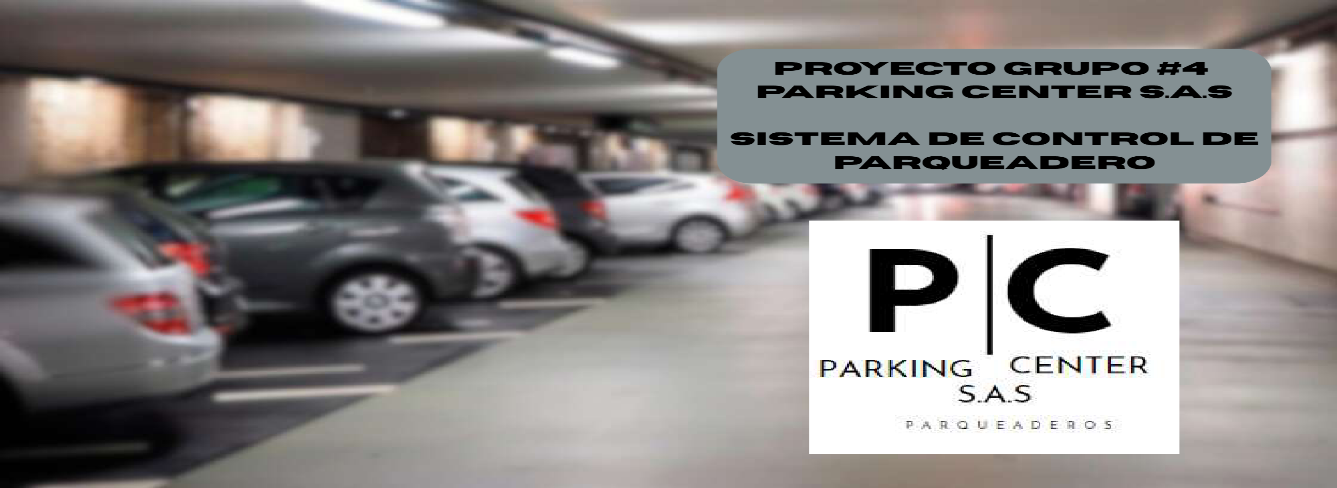 PROYECTO GRUPO #4
PARKING CENTER S.A.S
SISTEMA DE CONTROL DE
PARQUEADERO
P|C
PARKING CENTER
S.A.S
PARQUEADEROS